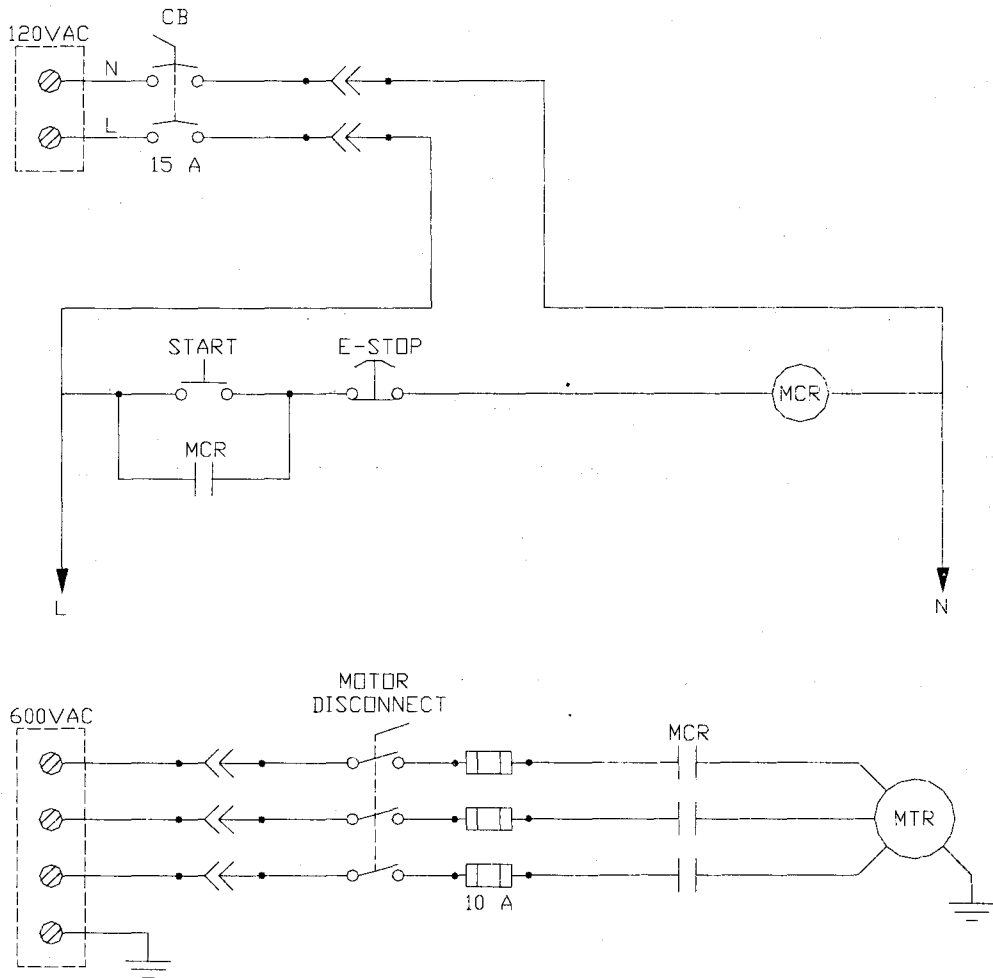 CB
120VAC
N
L
15 A
START
E-STOP
MCR
MCR
L
N
MOTOR
DISCONNECT
600VAC
MCR
MTR
10 A